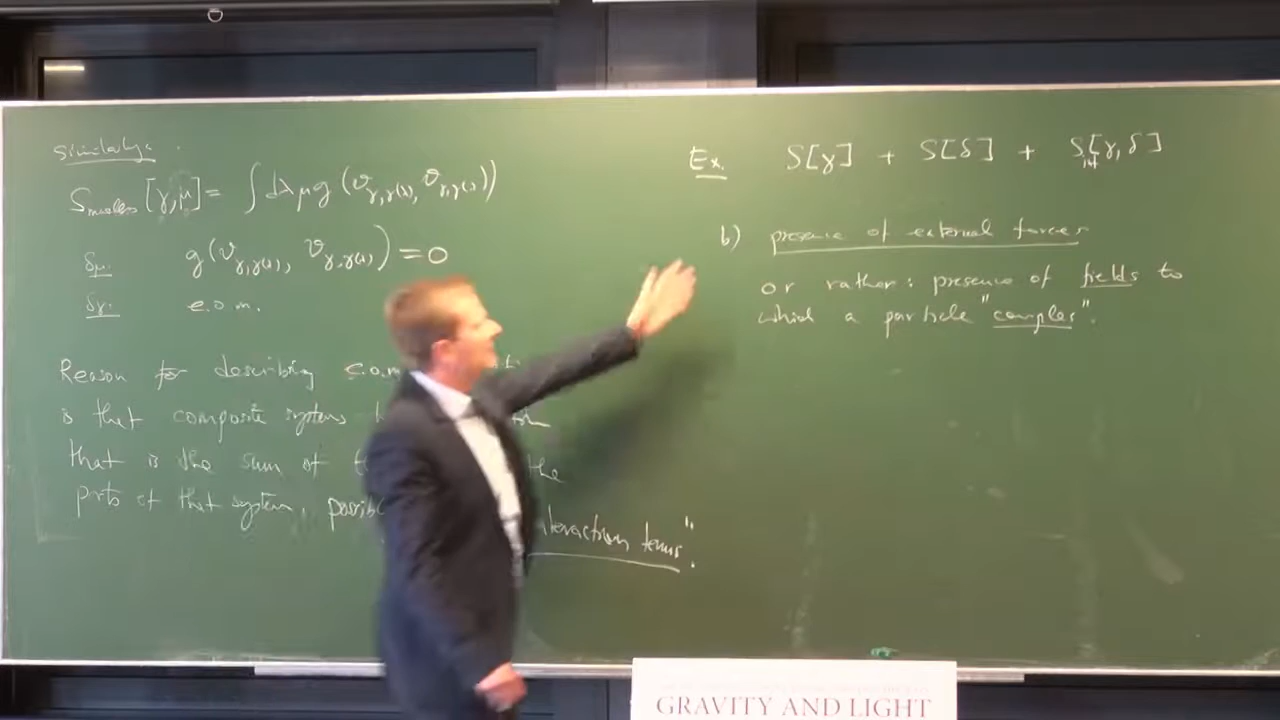 Similarly:
S_massless [γ, μ] = ∫ dλ μ g(v_γ,γ(λ), v_γ,γ(λ))
δμ: g(v_γ,γ(λ), v_γ,γ(λ)) = 0
δγ: e.o.m.
Reason for describing e.o.m.
is that composite systems
that is the sum of the
parts of that system, possib
interaction terms".
Ex. S[γ] + S[δ] + S_int[γ, δ]
b) presence of external forces
or rather: presence of fields to
which a particle "couples".
GRAVITY AND LIGHT